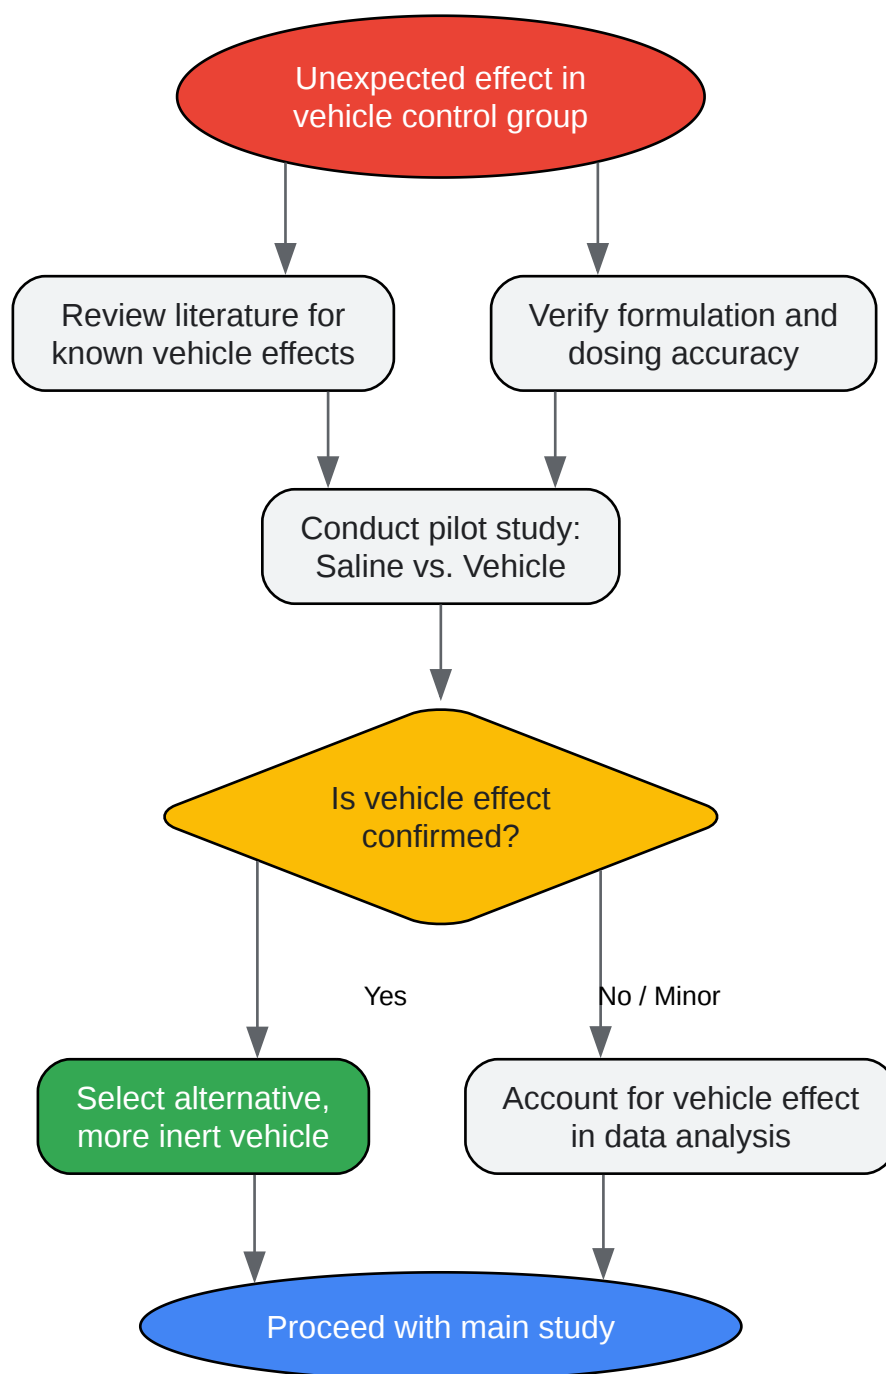 Unexpected effect in
vehicle control group
Review literature for
known vehicle effects
Verify formulation and
dosing accuracy
Conduct pilot study:
Saline vs. Vehicle
Is vehicle effect
confirmed?
Yes
No / Minor
Select alternative,
more inert vehicle
Account for vehicle effect
in data analysis
Proceed with main study